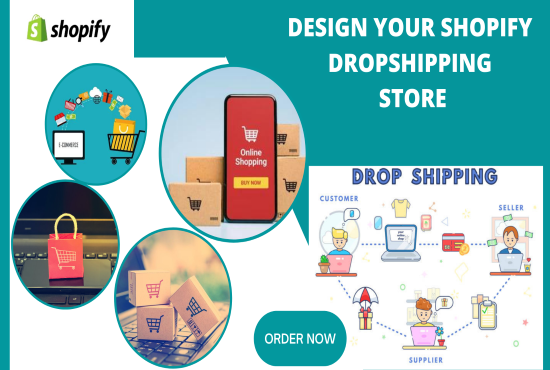 shopify
DESIGN YOUR SHOPIFY
DROPSHIPPING
STORE
E-COMMERCE
Online
Shopping
BUY NOW
DROP SHIPPING
CUSTOMER
SELLER
SUPPLIER
ORDER NOW